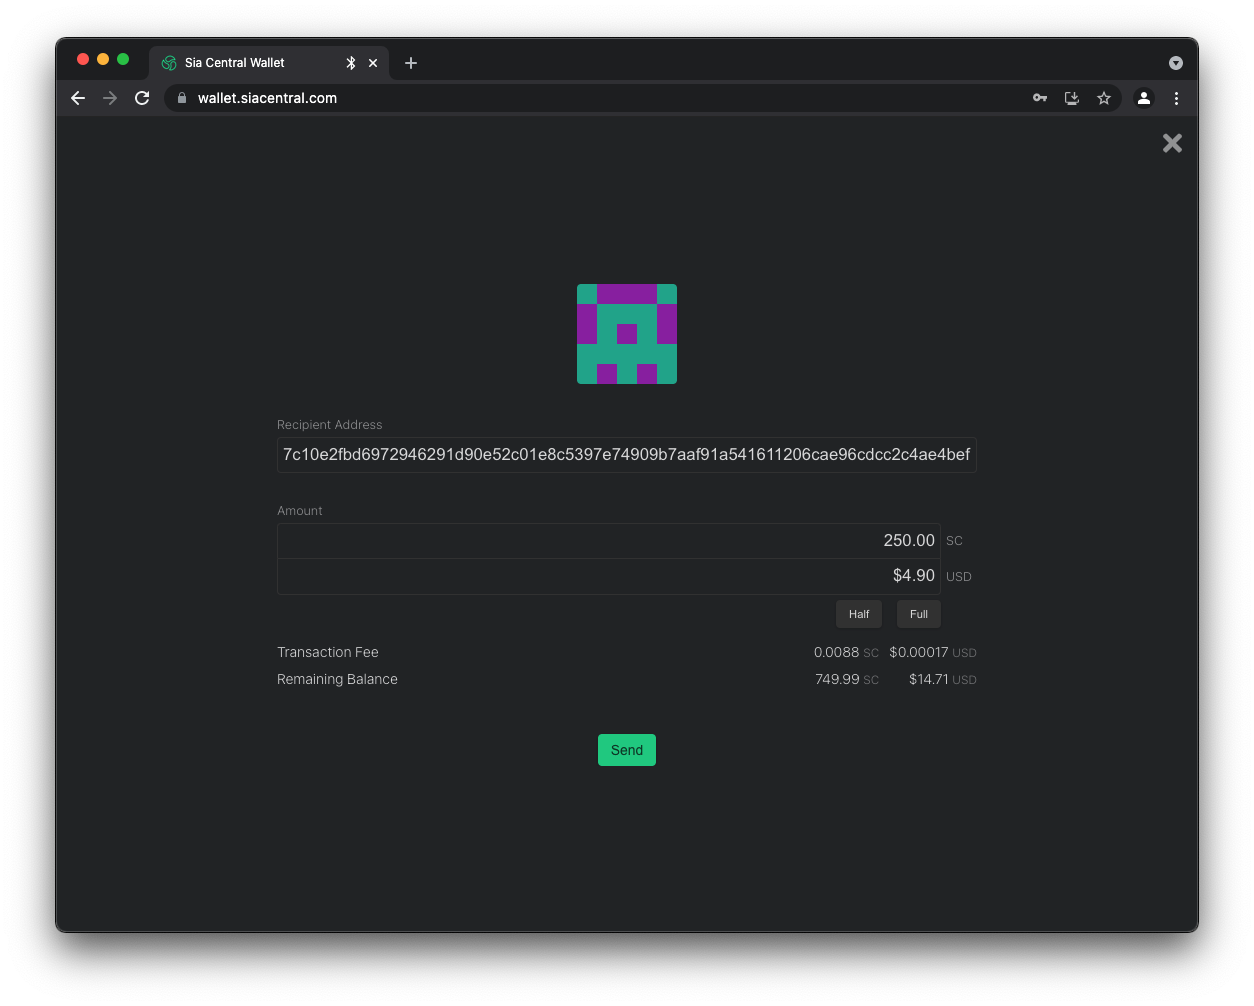 Sia Central Wallet
wallet.siacentral.com
Recipient Address
7c10e2fbd6972946291d90e52c01e8c5397e74909b7aaf91a541611206cae96cdcc2c4ae4bef
Amount
250.00 SC
$4.90 USD
Half Full
Transaction Fee 0.0088 SC $0.00017 USD
Remaining Balance 749.99 SC $14.71 USD
Send